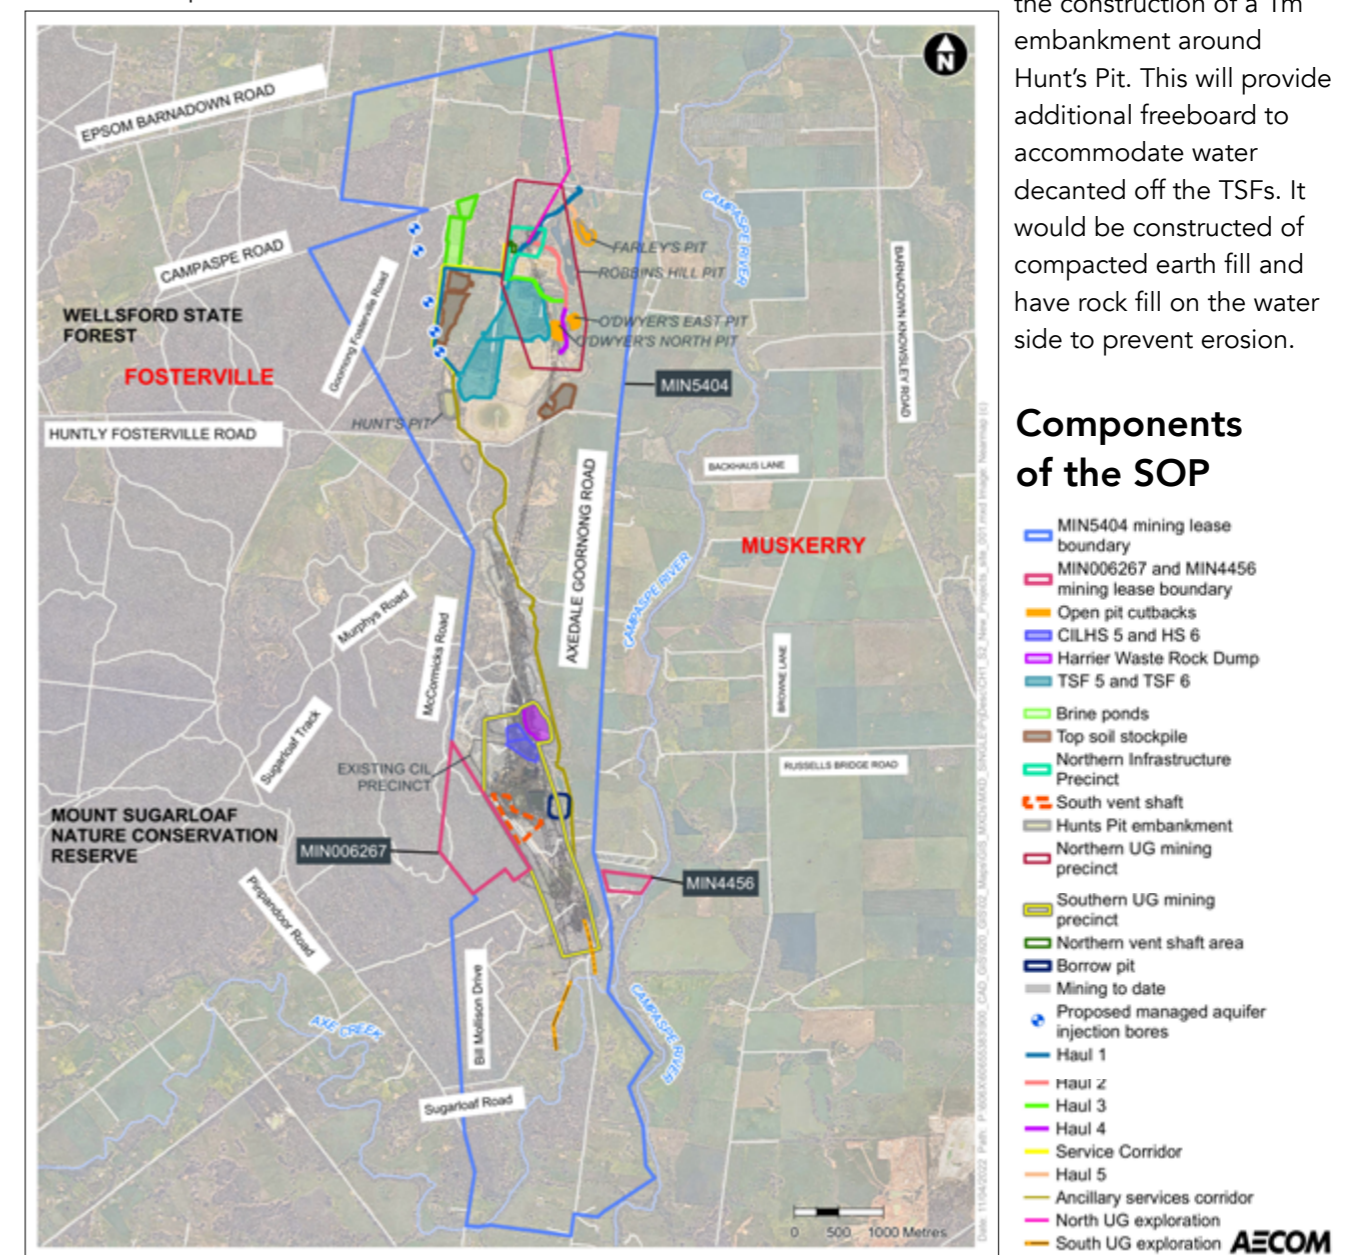 the construction of a 1m
embankment around
Hunt's Pit. This will provide
additional freeboard to
accommodate water
decanted off the TSFs. It
would be constructed of
compacted earth fill and
have rock fill on the water
side to prevent erosion.
Components
of the SOP
MIN5404 mining lease
boundary
MIN006267 and MIN4456
mining lease boundary
Open pit cutbacks
CILHS 5 and HS 6
Harrier Waste Rock Dump
TSF 5 and TSF 6
Brine ponds
Top soil stockpile
Northern Infrastructure
Precinct
South vent shaft
Hunts Pit embankment
Northern UG mining
precinct
Southern UG mining
precinct
Northern vent shaft area
Borrow pit
Mining to date
Proposed managed aquifer
injection bores
Haul 1
Haul 2
Haul 3
Haul 4
Service Corridor
Haul 5
Ancillary services corridor
North UG exploration
South UG exploration
AECOM
N
EPSOM BARNADOWN ROAD
CAMPASPE RIVER
CAMPASPE ROAD
FARLEY'S PIT
ROBBINS HILL PIT
BARNADOWN KNOWSLEY ROAD
Goornong Fosterville Road
WELLSFORD STATE
FOREST
O'DWYER'S EAST PIT
O'DWYER'S NORTH PIT
FOSTERVILLE
MIN5404
HUNT'S PIT
HUNTLY FOSTERVILLE ROAD
BACKHAUS LANE
AXEDALE GOORNONG ROAD
MUSKERRY
CAMPASPE RIVER
Murphys Road
McCormicks Road
BROWNE LANE
Sugarloaf Track
EXISTING CIL
PRECINCT
RUSSELLS BRIDGE ROAD
MOUNT SUGARLOAF
NATURE CONSERVATION
RESERVE
MIN006267
MIN4456
Pinpandoor Road
Bill Mollison Drive
CAMPASPE RIVER
AXE CREEK
Sugarloaf Road
0 500 1000 Metres